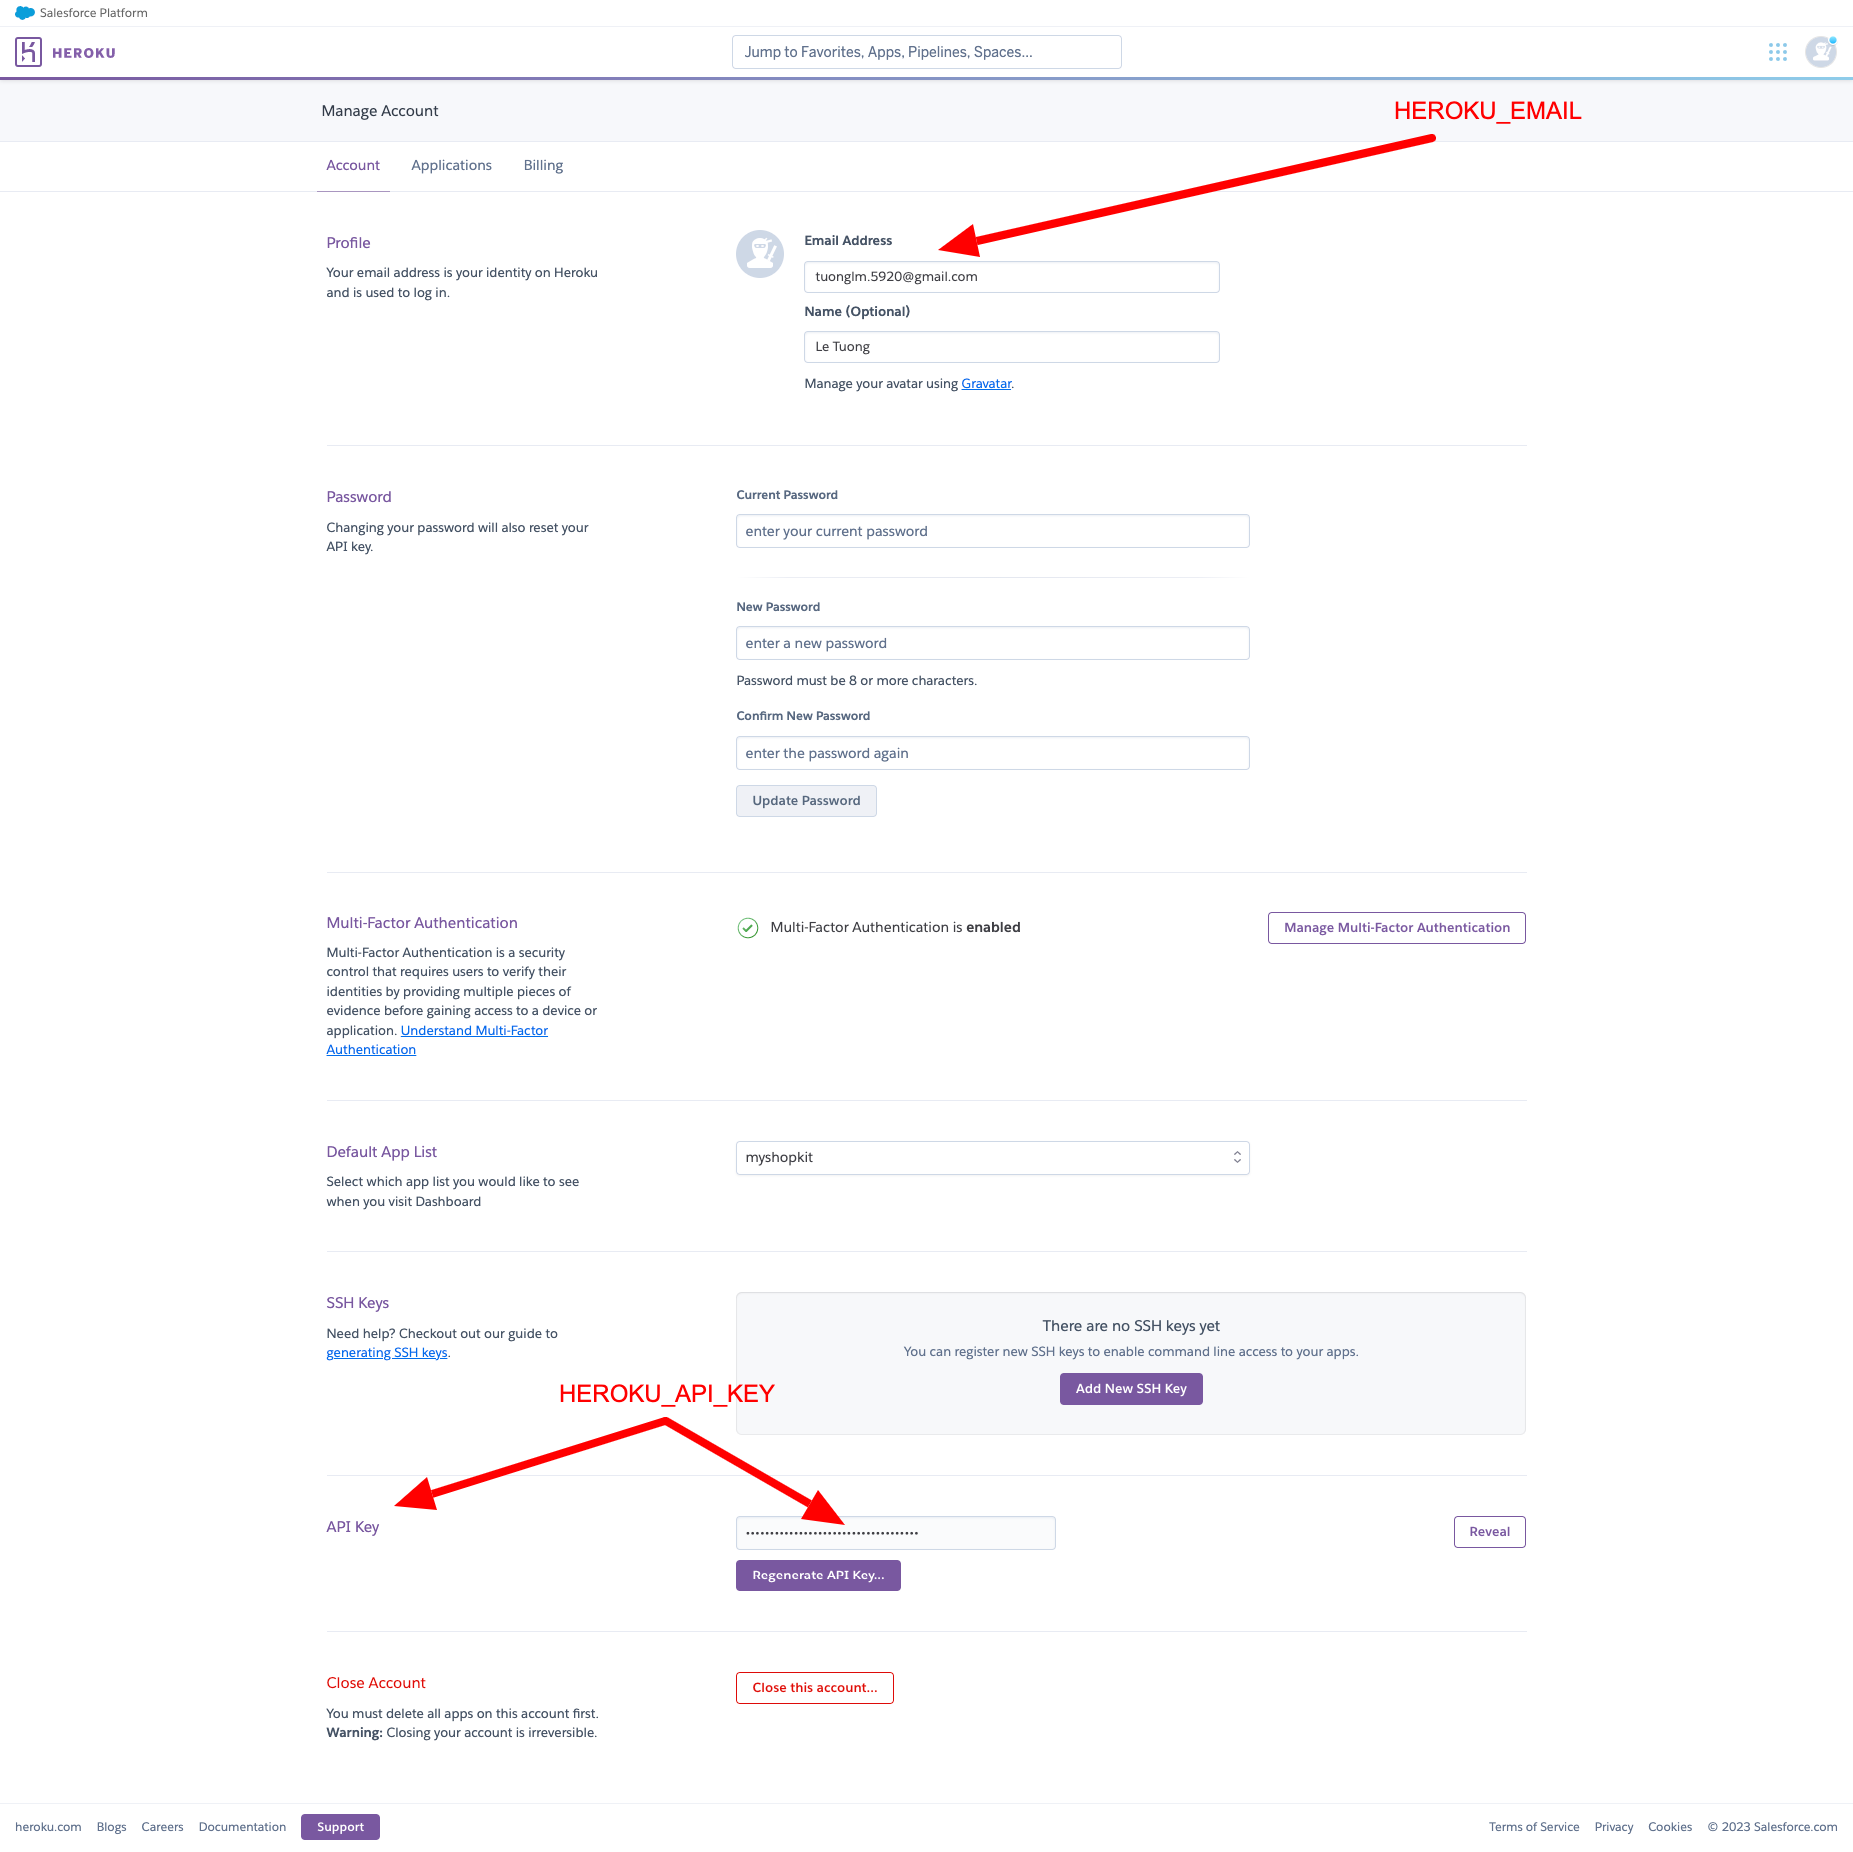 Salesforce Platform
HEROKU
Jump to Favorites, Apps, Pipelines, Spaces...
Manage Account
HEROKU_EMAIL
Account
Applications
Billing
Profile
Your email address is your identity on Heroku
and is used to log in.
Email Address
tuonglm.5920@gmail.com
Name (Optional)
Le Tuong
Manage your avatar using Gravatar.
Password
Changing your password will also reset your
API key.
Current Password
enter your current password
New Password
enter a new password
Password must be 8 or more characters.
Confirm New Password
enter the password again
Update Password
Multi-Factor Authentication
Multi-Factor Authentication is a security
control that requires users to verify their
identities by providing multiple pieces of
evidence before gaining access to a device or
application. Understand Multi-Factor
Authentication
Multi-Factor Authentication is enabled
Manage Multi-Factor Authentication
Default App List
Select which app list you would like to see
when you visit Dashboard
myshopkit
SSH Keys
Need help? Checkout out our guide to
generating SSH keys.
There are no SSH keys yet
You can register new SSH keys to enable command line access to your apps.
Add New SSH Key
HEROKU_API_KEY
API Key
••••••••••••••••••••••••••••••••••••
Reveal
Regenerate API Key...
Close Account
You must delete all apps on this account first.
Warning: Closing your account is irreversible.
Close this account...
heroku.com
Blogs
Careers
Documentation
Support
Terms of Service
Privacy
Cookies
© 2023 Salesforce.com